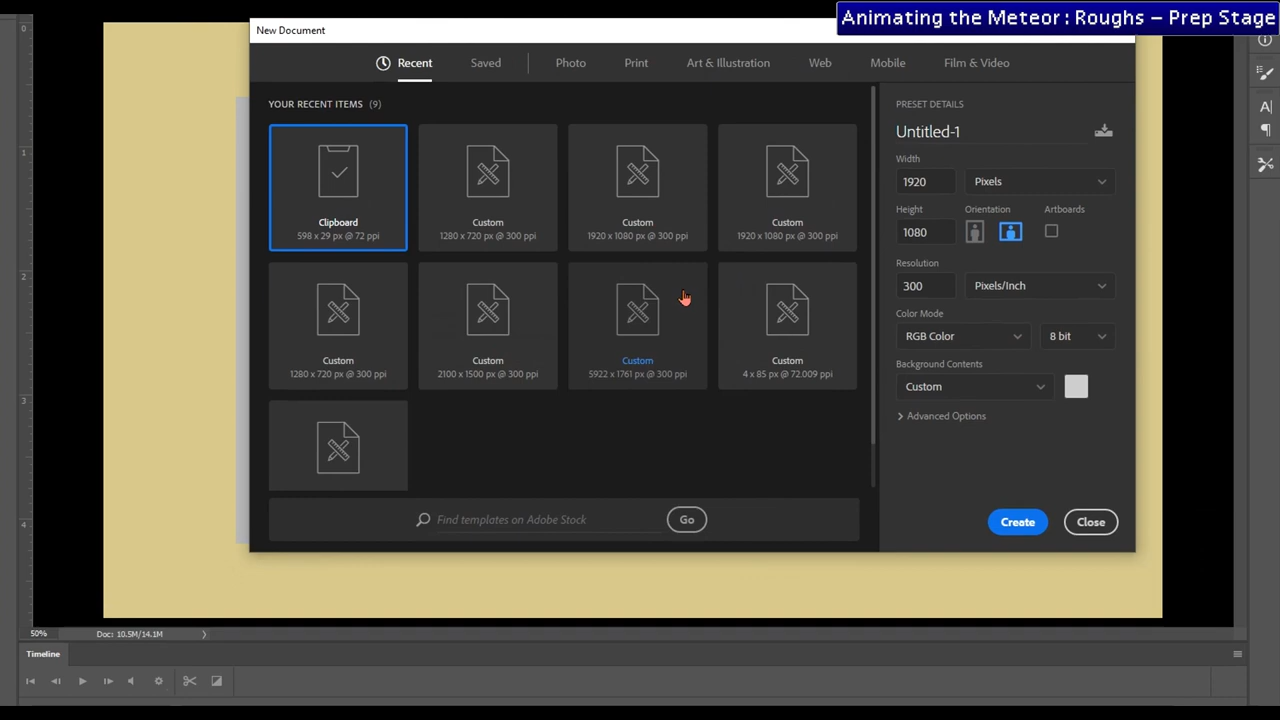 Animating the Meteor : Roughs – Prep Stage
New Document
Recent
Saved
Photo
Print
Art & Illustration
Web
Mobile
Film & Video
YOUR RECENT ITEMS (9)
Clipboard
598 x 29 px @ 72 ppi
Custom
1280 x 720 px @ 300 ppi
Custom
1920 x 1080 px @ 300 ppi
Custom
1920 x 1080 px @ 300 ppi
Custom
1280 x 720 px @ 300 ppi
Custom
2100 x 1500 px @ 300 ppi
Custom
5922 x 1761 px @ 300 ppi
Custom
4 x 85 px @ 72.009 ppi
Find templates on Adobe Stock
Go
PRESET DETAILS
Untitled-1
Width
1920
Pixels
Height
Orientation
Artboards
1080
Resolution
300
Pixels/Inch
Color Mode
RGB Color
8 bit
Background Contents
Custom
Advanced Options
Create
Close
0
1
2
3
4
50%
Doc: 10.5M/14.1M
Timeline